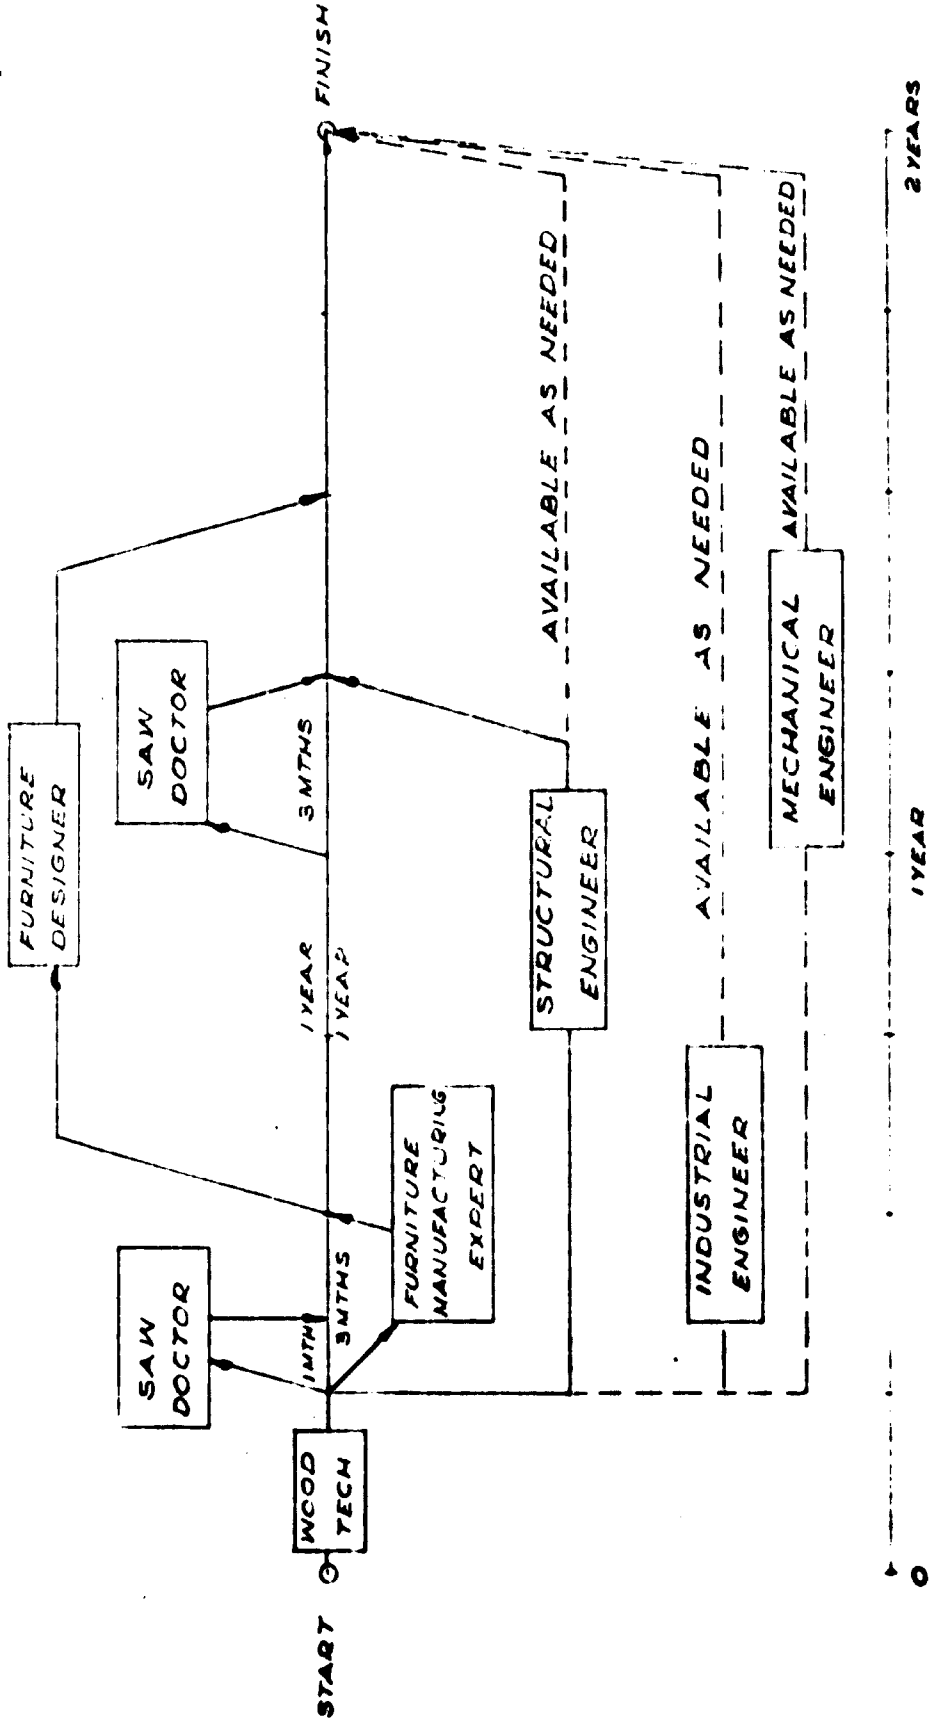 START
WOOD
TECH
SAW
DOCTOR
1 MTH
3 MTHS
FURNITURE
MANUFACTURING
EXPERT
FURNITURE
DESIGNER
1 YEAR
1 YEAR
SAW
DOCTOR
3 MTHS
STRUCTURAL
ENGINEER
AVAILABLE AS NEEDED
INDUSTRIAL
ENGINEER
AVAILABLE AS NEEDED
MECHANICAL
ENGINEER
AVAILABLE AS NEEDED
FINISH
0
1 YEAR
2 YEARS